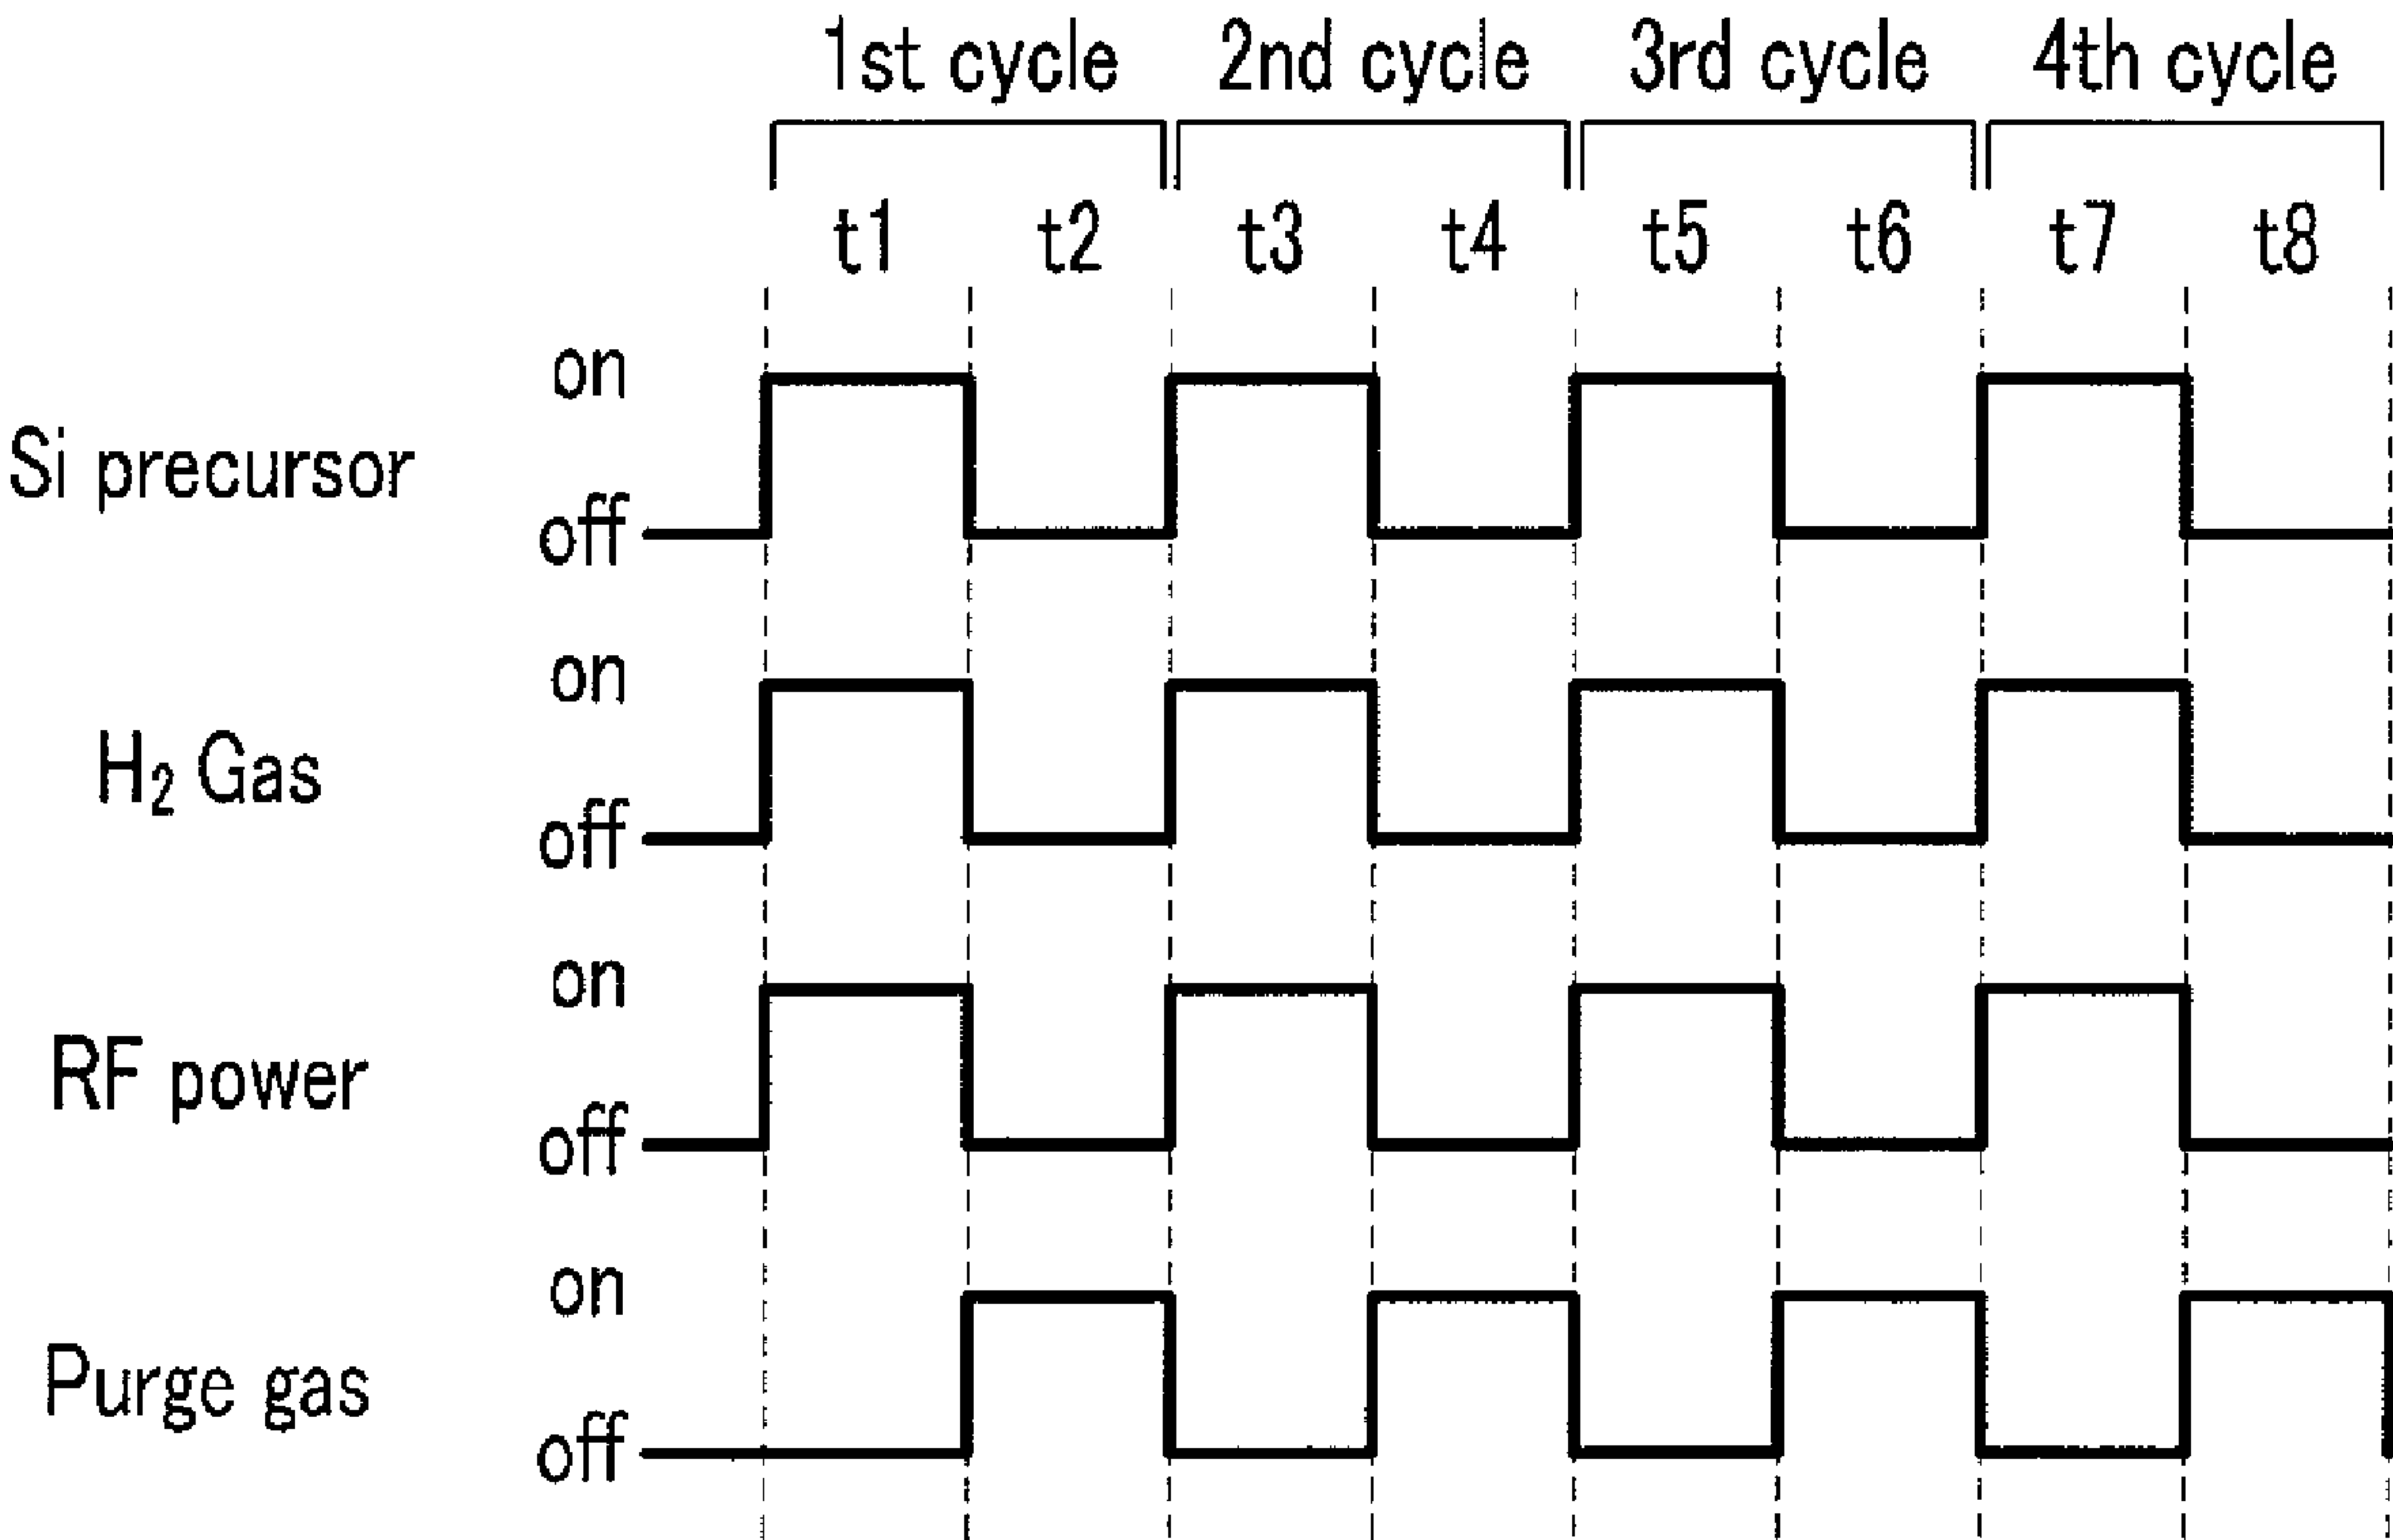 1st cycle 2nd cycle 3rd cycle 4th cycle
t1 t2 t3 t4 t5 t6 t7 t8
on
Si precursor
off
on
H₂ Gas
off
on
RF power
off
on
Purge gas
off